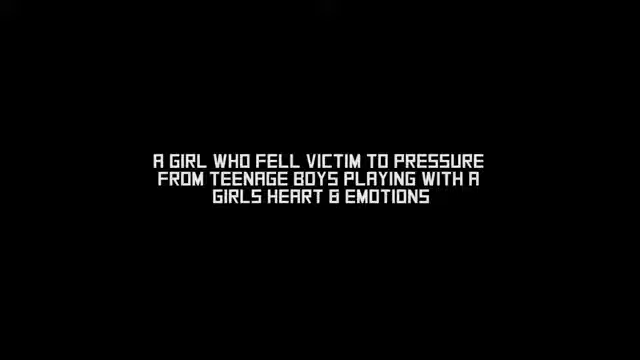 A GIRL WHO FELL VICTIM TO PRESSURE
FROM TEENAGE BOYS PLAYING WITH A
GIRLS HEART & EMOTIONS